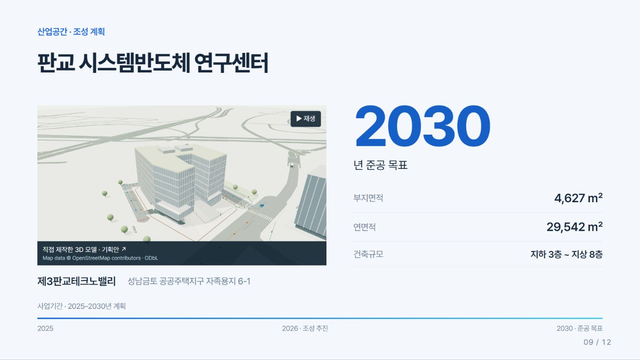 산업공간 · 조성 계획
판교 시스템반도체 연구센터
▶ 재생
직접 제작한 3D 모델 · 기획안 ↗
Map data © OpenStreetMap contributors · ODbL
제3판교테크노밸리 성남금토 공공주택지구 자족용지 6-1
2030
년 준공 목표
부지면적 4,627 m²
연면적 29,542 m²
건축규모 지하 3층 ~ 지상 8층
사업기간 · 2025–2030년 계획
2025 2026 · 조성 추진 2030 · 준공 목표
09 / 12